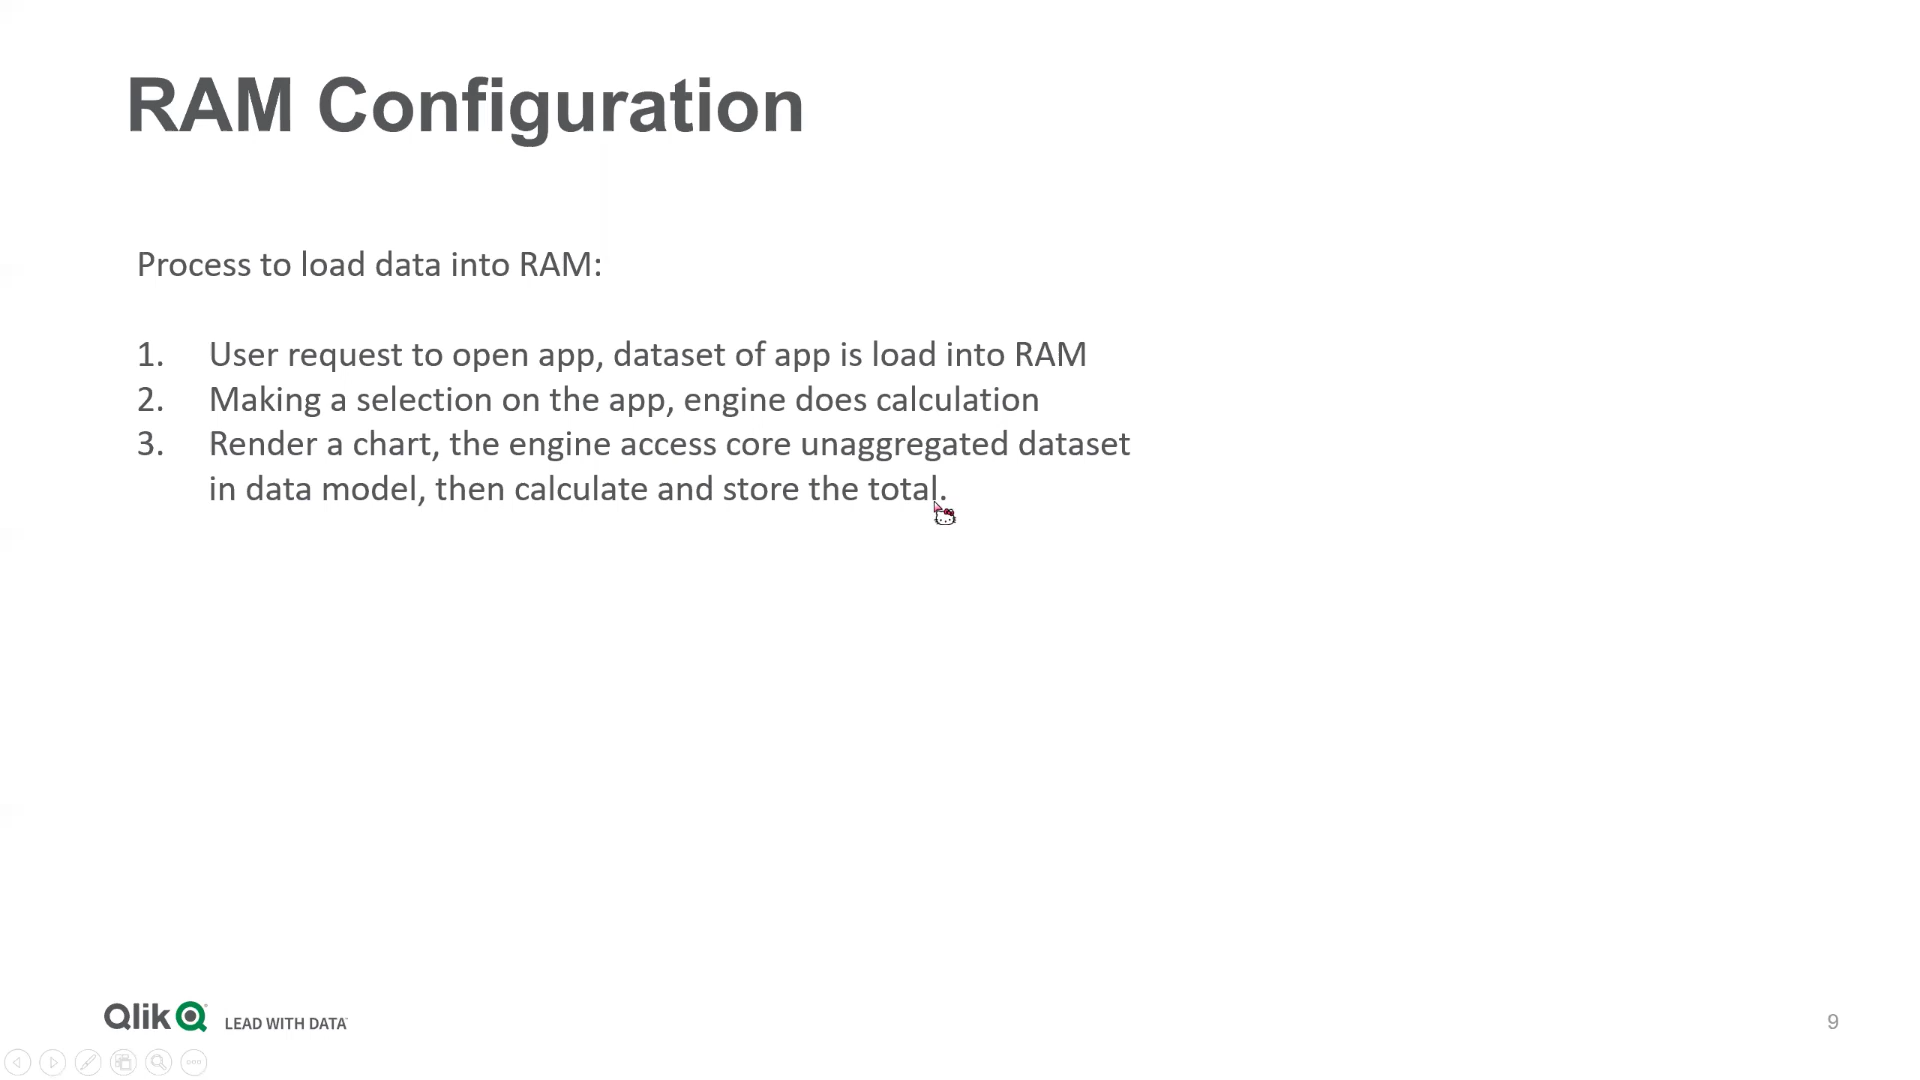 RAM Configuration
Process to load data into RAM:
1. User request to open app, dataset of app is load into RAM
2. Making a selection on the app, engine does calculation
3. Render a chart, the engine access core unaggregated dataset
in data model, then calculate and store the total.
Qlik LEAD WITH DATA
9